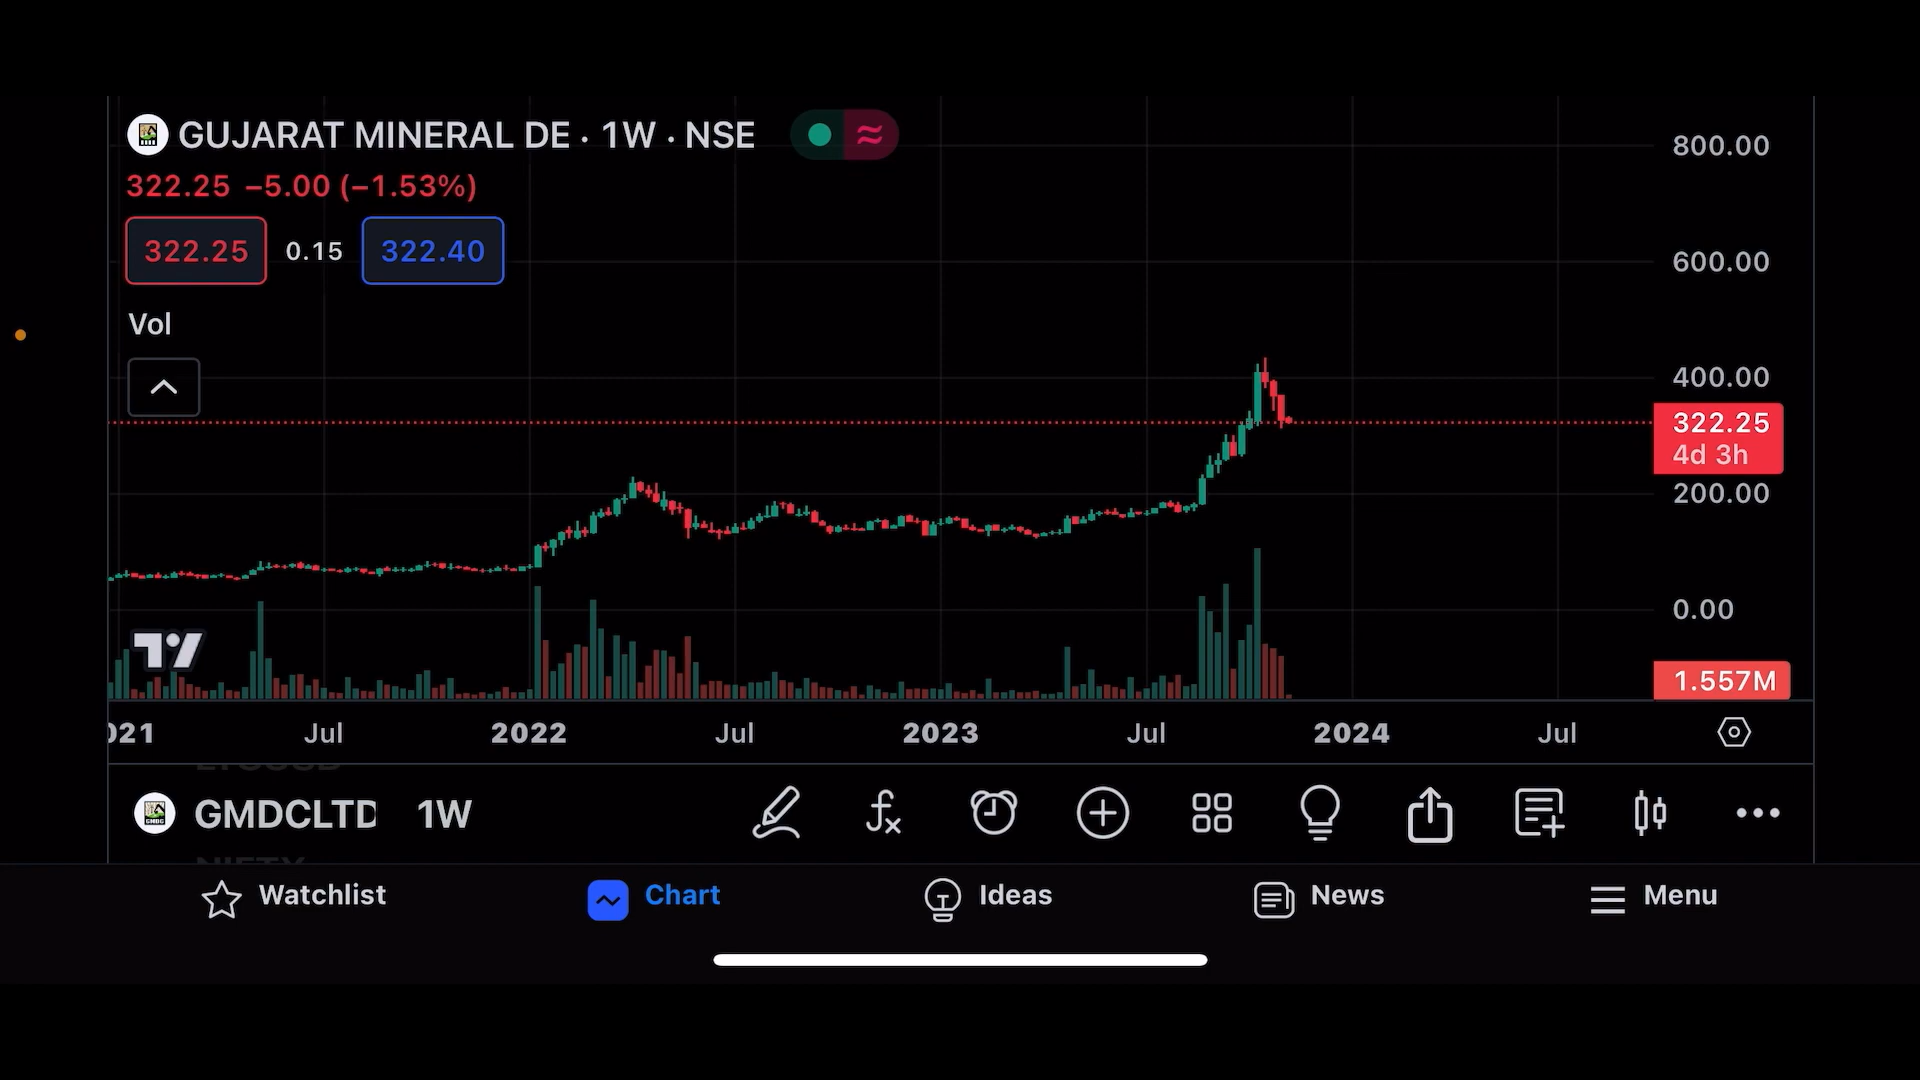 GUJARAT MINERAL DE · 1W · NSE
322.25 −5.00 (−1.53%)
322.25 0.15 322.40
Vol
800.00
600.00
400.00
322.25
4d 3h
200.00
0.00
1.557M
021 Jul 2022 Jul 2023 Jul 2024 Jul
GMDCLTD 1W
Watchlist Chart Ideas News Menu